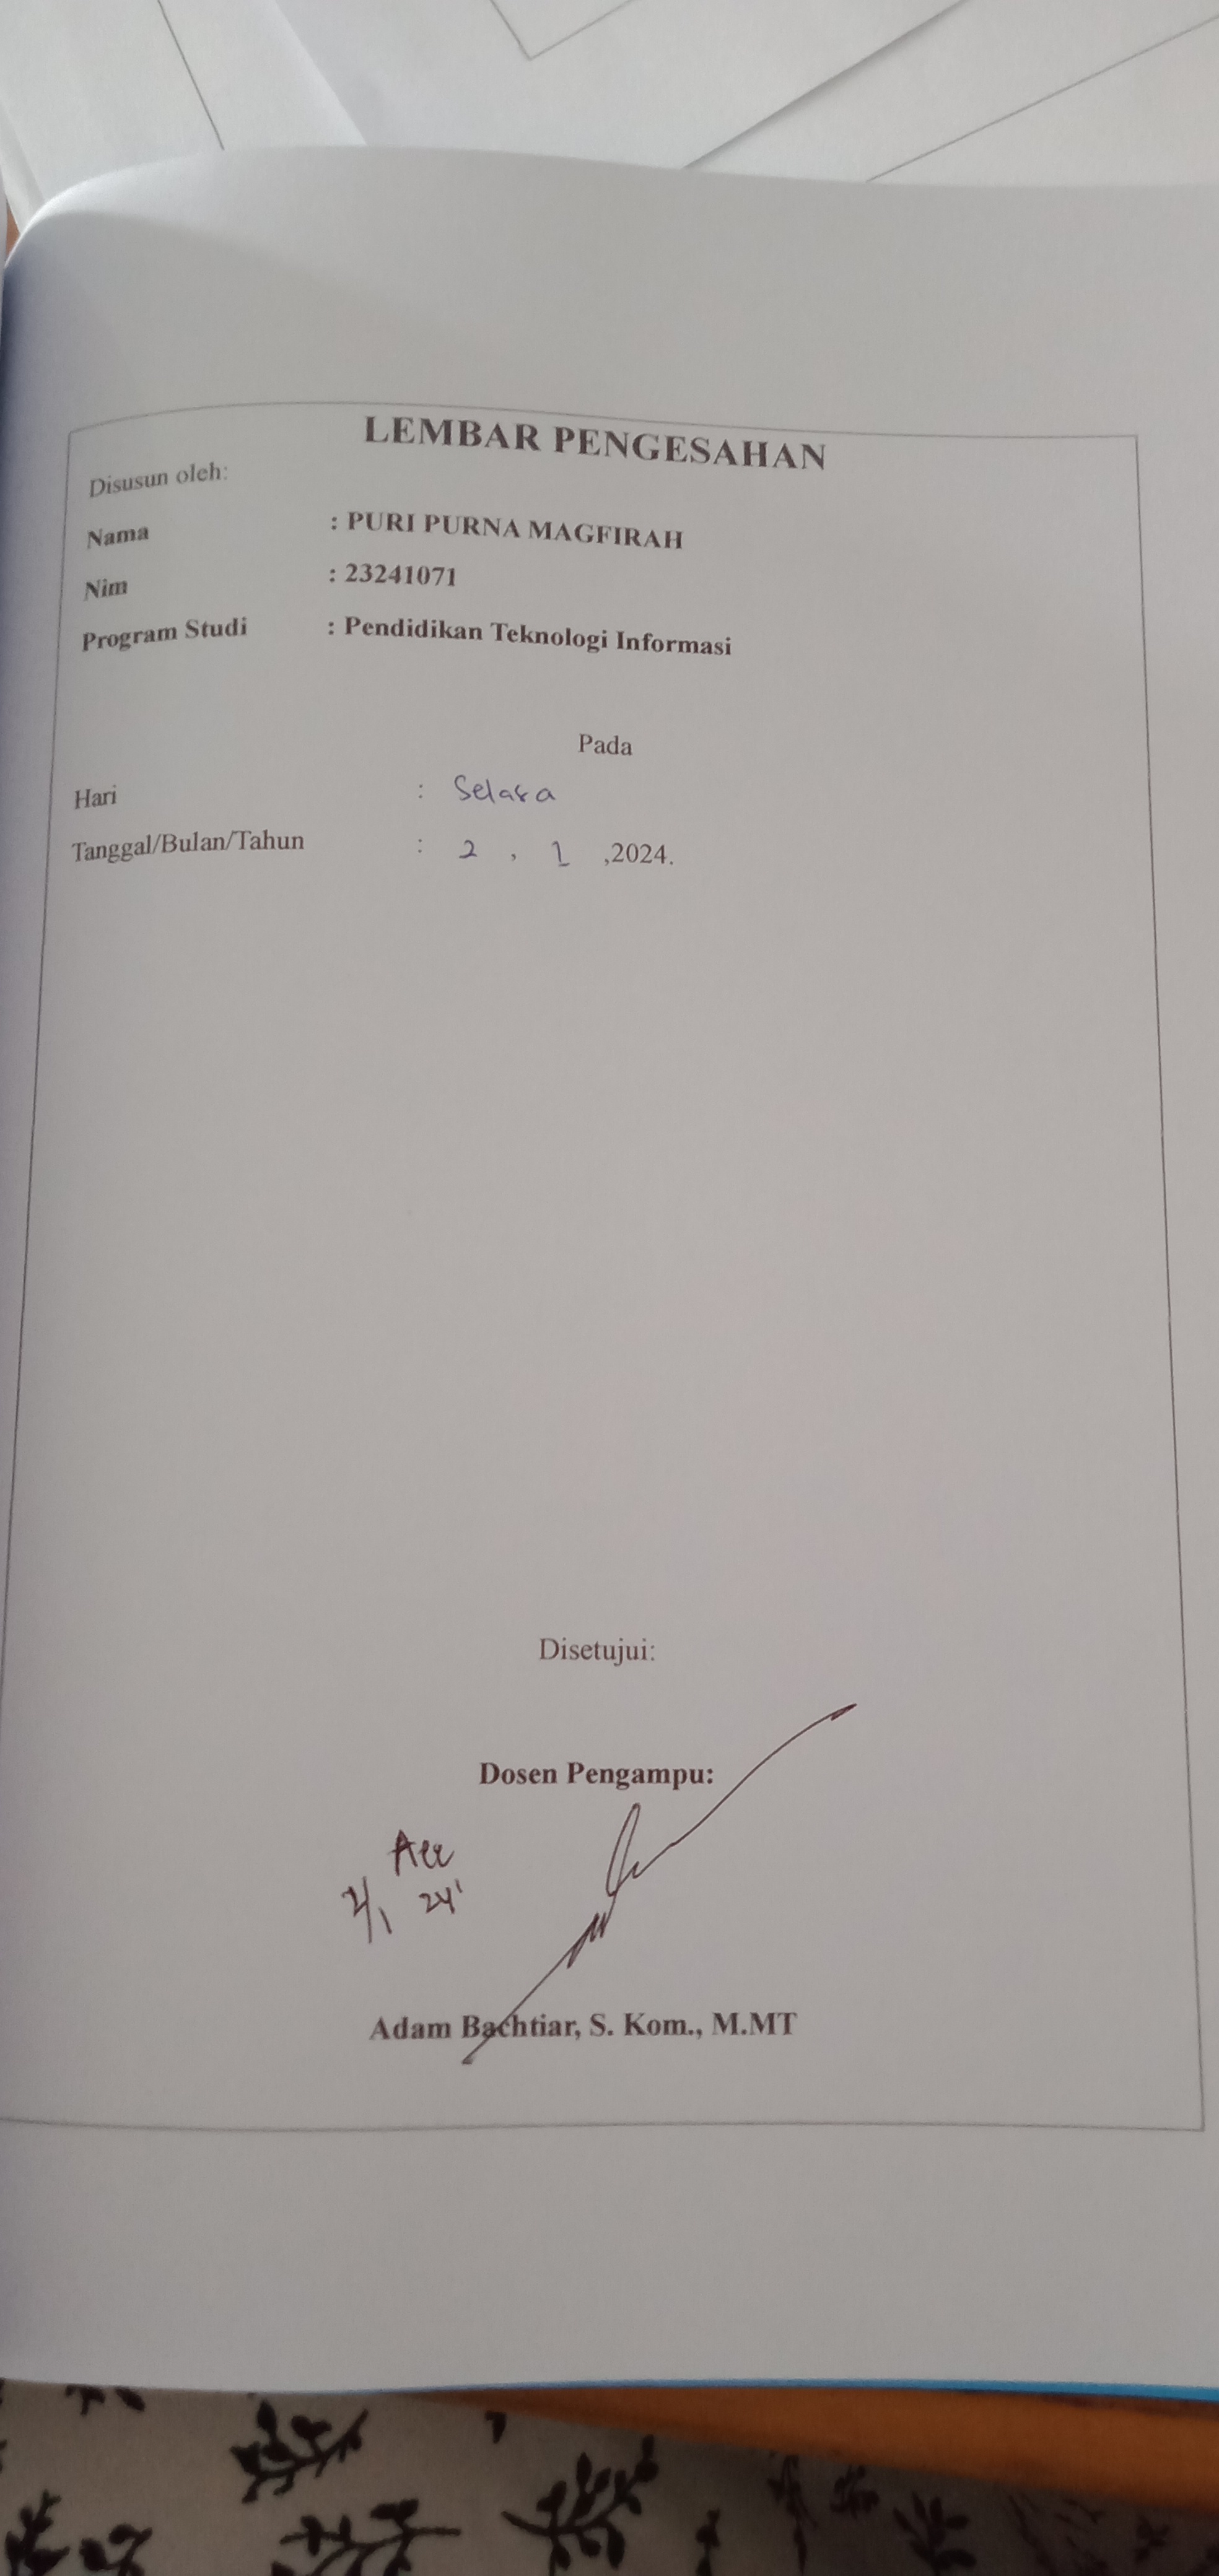 LEMBAR PENGESAHAN
Disusun oleh:
Nama : PURI PURNA MAGFIRAH
Nim : 23241071
Program Studi : Pendidikan Teknologi Informasi
Pada
Hari : Selasa
Tanggal/Bulan/Tahun : 2 , 1 ,2024.
Disetujui:
Dosen Pengampu:
Acc
2/1 24'
Adam Bachtiar, S. Kom., M.MT